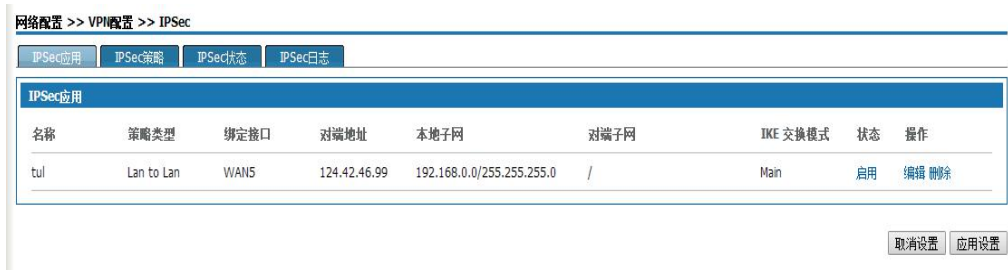 网络配置 >> VPN配置 >> IPSec
IPSec应用 IPSec策略 IPSec状态 IPSec日志
IPSec应用
名称 策略类型 绑定接口 对端地址 本地子网 对端子网 IKE 交换模式 状态 操作
tul Lan to Lan WAN5 124.42.46.99 192.168.0.0/255.255.255.0 / Main 启用 编辑 删除
取消设置 应用设置